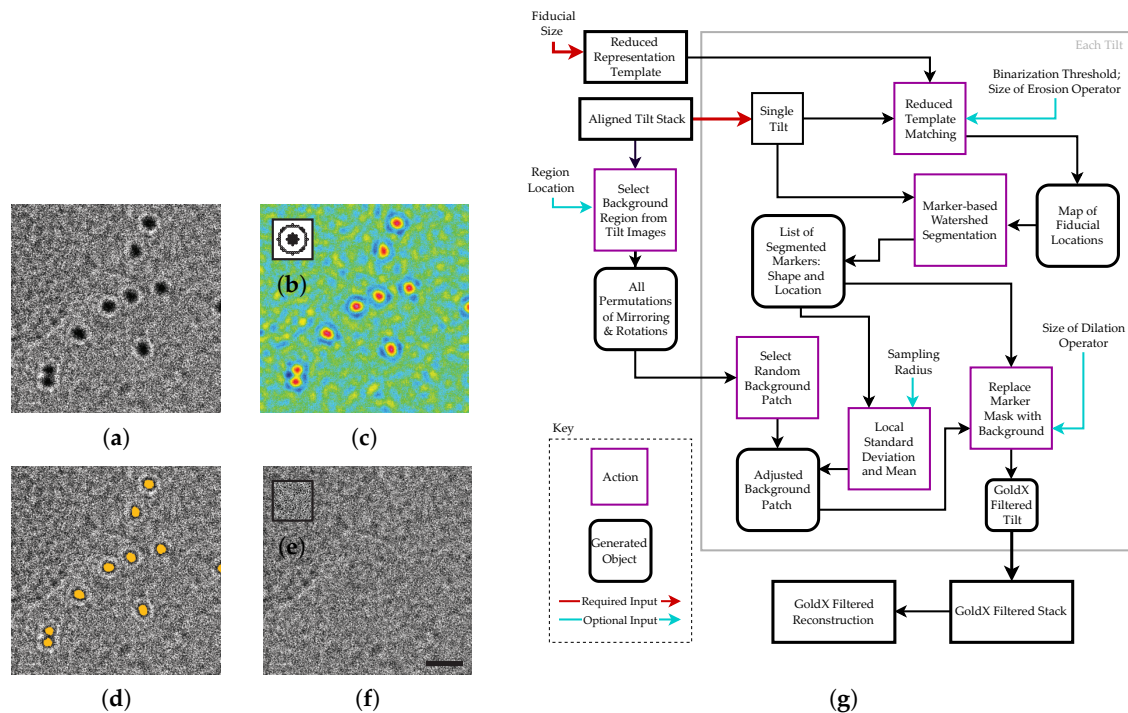 (a)
(b)
(c)
(d)
(e)
(f)
Fiducial
Size
Reduced
Representation
Template
Each Tilt
Binarization Threshold;
Size of Erosion Operator
Aligned Tilt Stack
Single
Tilt
Reduced
Template
Matching
Region
Location
Select
Background
Region from
Tilt Images
Marker-based
Watershed
Segmentation
Map of
Fiducial
Locations
List of
Segmented
Markers:
Shape and
Location
All
Permutations
of Mirroring
& Rotations
Size of Dilation
Operator
Select
Random
Background
Patch
Sampling
Radius
Replace
Marker
Mask with
Background
Local
Standard
Deviation
and Mean
Adjusted
Background
Patch
GoldX
Filtered
Tilt
Key
Action
Generated
Object
Required Input
Optional Input
GoldX Filtered
Reconstruction
GoldX Filtered Stack
(g)